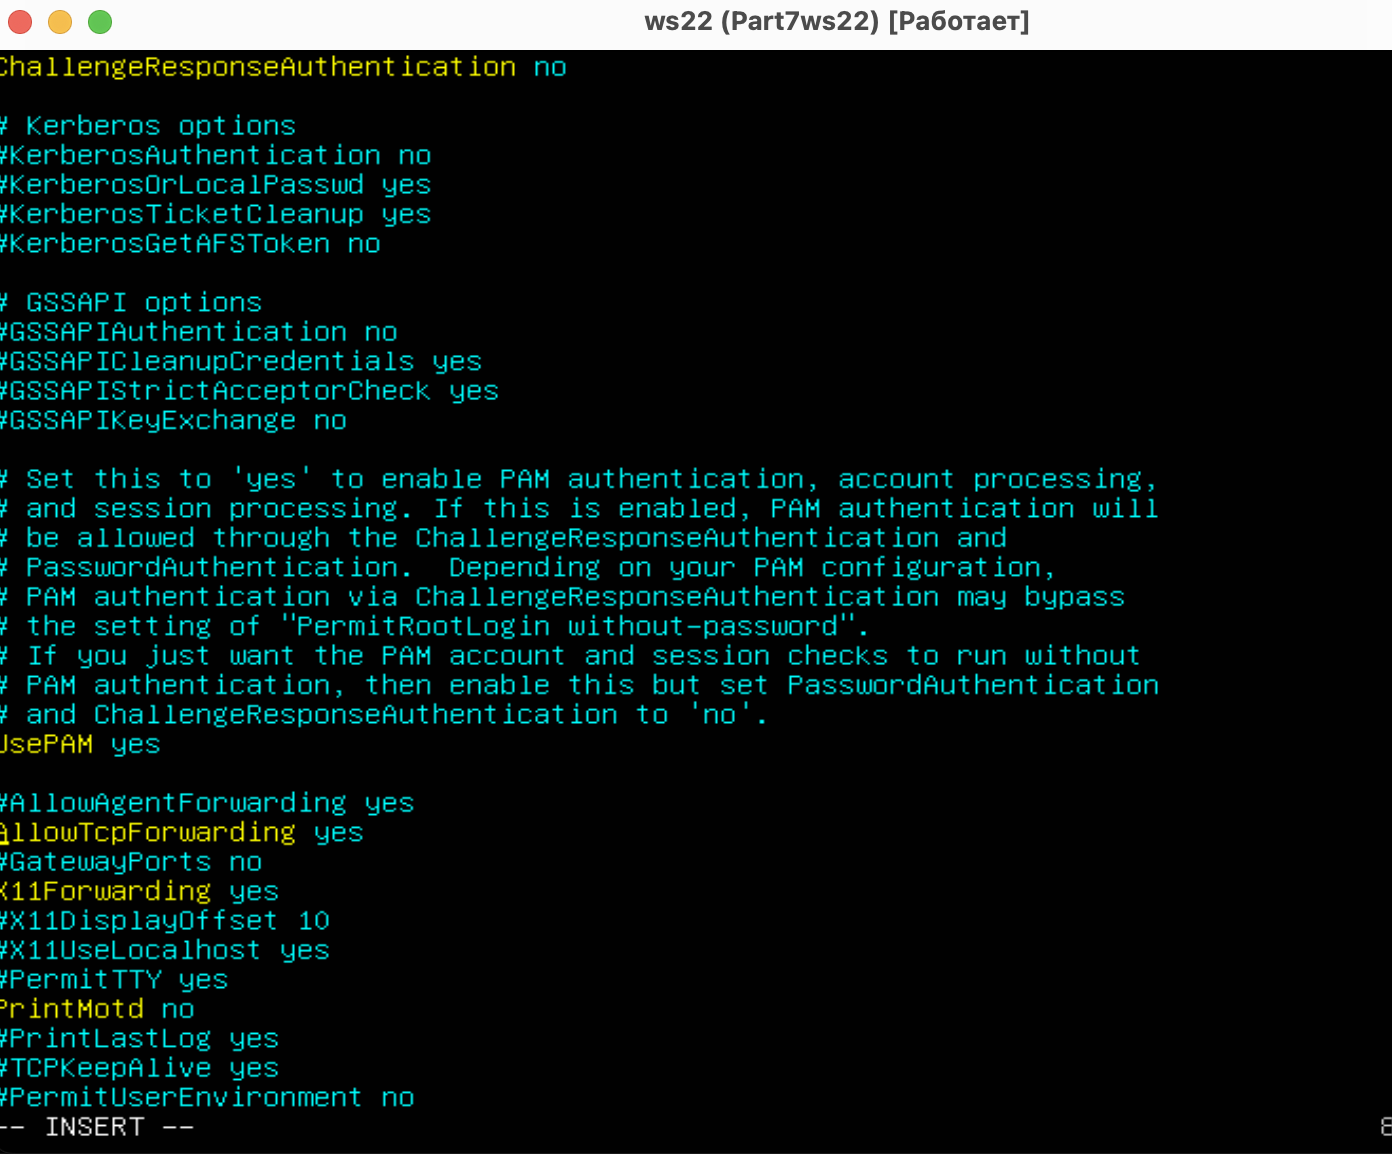 ws22 (Part7ws22) [Работает]
ChallengeResponseAuthentication no
# Kerberos options
#KerberosAuthentication no
#KerberosOrLocalPasswd yes
#KerberosTicketCleanup yes
#KerberosGetAFSToken no
# GSSAPI options
#GSSAPIAuthentication no
#GSSAPICleanupCredentials yes
#GSSAPIStrictAcceptorCheck yes
#GSSAPIKeyExchange no
# Set this to 'yes' to enable PAM authentication, account processing,
# and session processing. If this is enabled, PAM authentication will
# be allowed through the ChallengeResponseAuthentication and
# PasswordAuthentication.  Depending on your PAM configuration,
# PAM authentication via ChallengeResponseAuthentication may bypass
# the setting of "PermitRootLogin without-password".
# If you just want the PAM account and session checks to run without
# PAM authentication, then enable this but set PasswordAuthentication
# and ChallengeResponseAuthentication to 'no'.
UsePAM yes
#AllowAgentForwarding yes
AllowTcpForwarding yes
#GatewayPorts no
X11Forwarding yes
#X11DisplayOffset 10
#X11UseLocalhost yes
#PermitTTY yes
PrintMotd no
#PrintLastLog yes
#TCPKeepAlive yes
#PermitUserEnvironment no
-- INSERT --